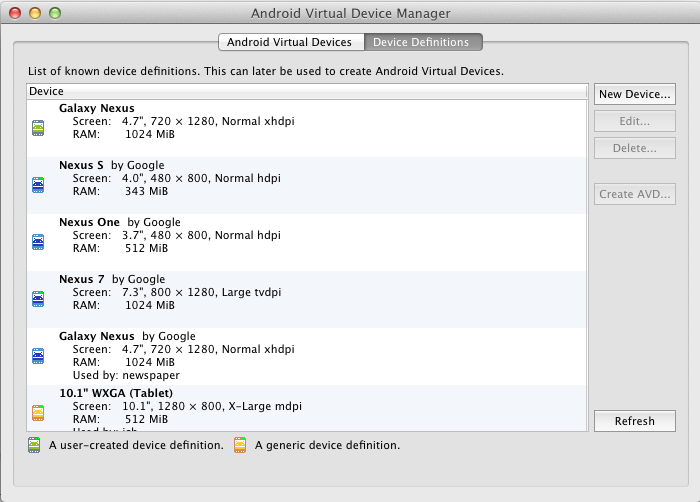 Android Virtual Device Manager
Android Virtual Devices
Device Definitions
List of known device definitions. This can later be used to create Android Virtual Devices.
Device
Galaxy Nexus
Screen: 4.7", 720 × 1280, Normal xhdpi
RAM: 1024 MiB
Nexus S by Google
Screen: 4.0", 480 × 800, Normal hdpi
RAM: 343 MiB
Nexus One by Google
Screen: 3.7", 480 × 800, Normal hdpi
RAM: 512 MiB
Nexus 7 by Google
Screen: 7.3", 800 × 1280, Large tvdpi
RAM: 1024 MiB
Galaxy Nexus by Google
Screen: 4.7", 720 × 1280, Normal xhdpi
RAM: 1024 MiB
Used by: newspaper
10.1" WXGA (Tablet)
Screen: 10.1", 1280 × 800, X-Large mdpi
RAM: 512 MiB
Used by:
New Device...
Edit...
Delete...
Create AVD...
Refresh
A user-created device definition.
A generic device definition.